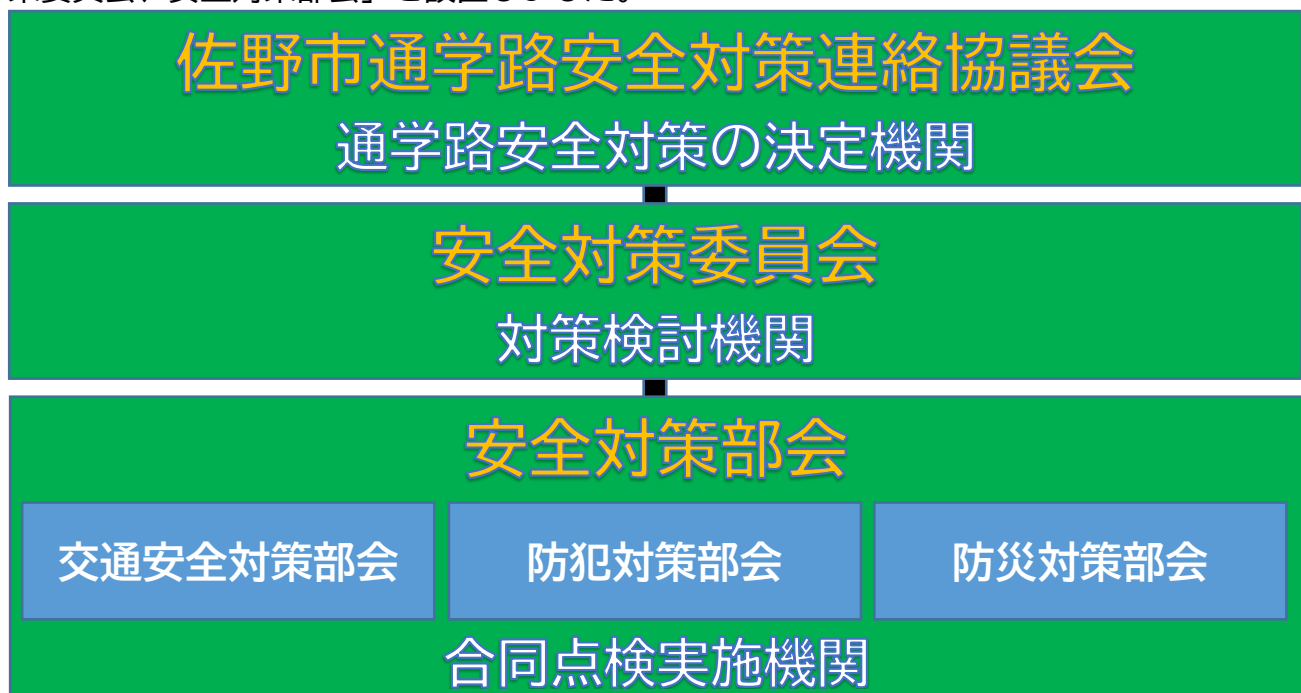 佐野市通学路安全対策連絡協議会
通学路安全対策の決定機関
安全対策委員会
対策検討機関
安全対策部会
交通安全対策部会
防犯対策部会
防災対策部会
合同点検実施機関